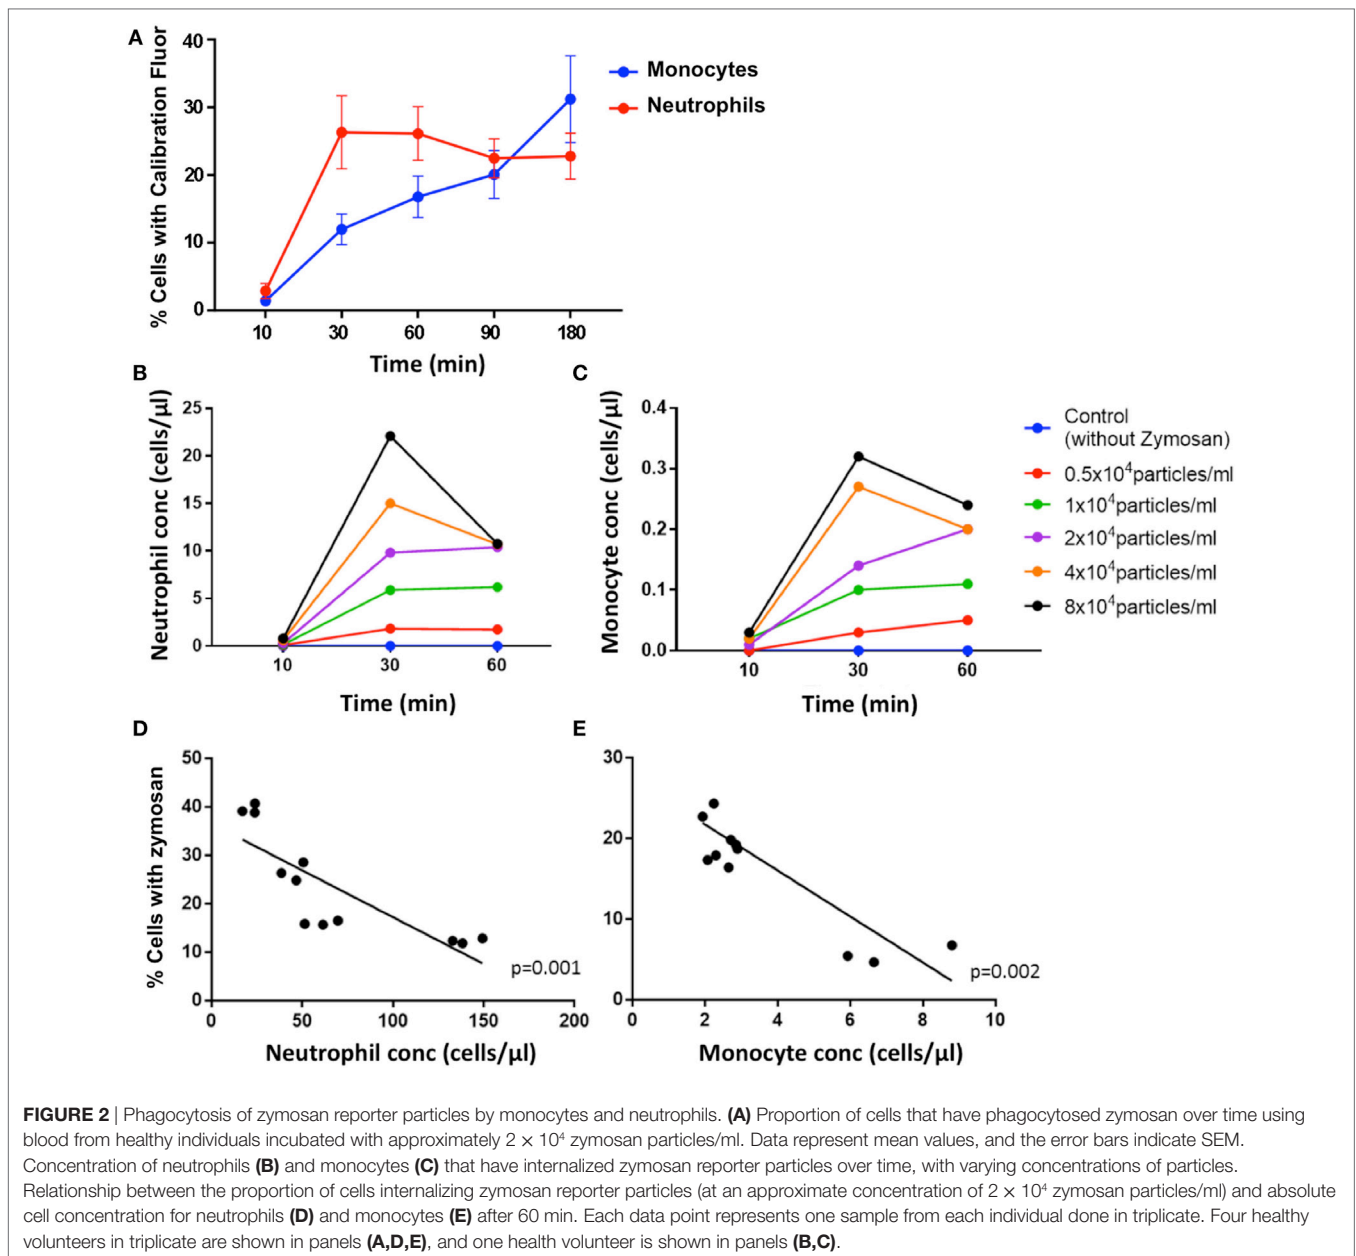 A
% Cells with Calibration Fluor
40
30
20
10
0
10 30 60 90 180
Time (min)
Monocytes
Neutrophils
B
Neutrophil conc (cells/µl)
25
20
15
10
5
0
10 30 60
Time (min)
C
Monocyte conc (cells/µl)
0.4
0.3
0.2
0.1
0.0
10 30 60
Time (min)
Control
(without Zymosan)
0.5x10⁴particles/ml
1x10⁴particles/ml
2x10⁴particles/ml
4x10⁴particles/ml
8x10⁴particles/ml
D
% Cells with zymosan
50
40
30
20
10
0
0 50 100 150 200
p=0.001
Neutrophil conc (cells/µl)
E
30
20
10
0
0 2 4 6 8 10
p=0.002
Monocyte conc (cells/µl)
FIGURE 2 | Phagocytosis of zymosan reporter particles by monocytes and neutrophils. (A) Proportion of cells that have phagocytosed zymosan over time using
blood from healthy individuals incubated with approximately 2 × 10⁴ zymosan particles/ml. Data represent mean values, and the error bars indicate SEM.
Concentration of neutrophils (B) and monocytes (C) that have internalized zymosan reporter particles over time, with varying concentrations of particles.
Relationship between the proportion of cells internalizing zymosan reporter particles (at an approximate concentration of 2 × 10⁴ zymosan particles/ml) and absolute
cell concentration for neutrophils (D) and monocytes (E) after 60 min. Each data point represents one sample from each individual done in triplicate. Four healthy
volunteers in triplicate are shown in panels (A,D,E), and one health volunteer is shown in panels (B,C).